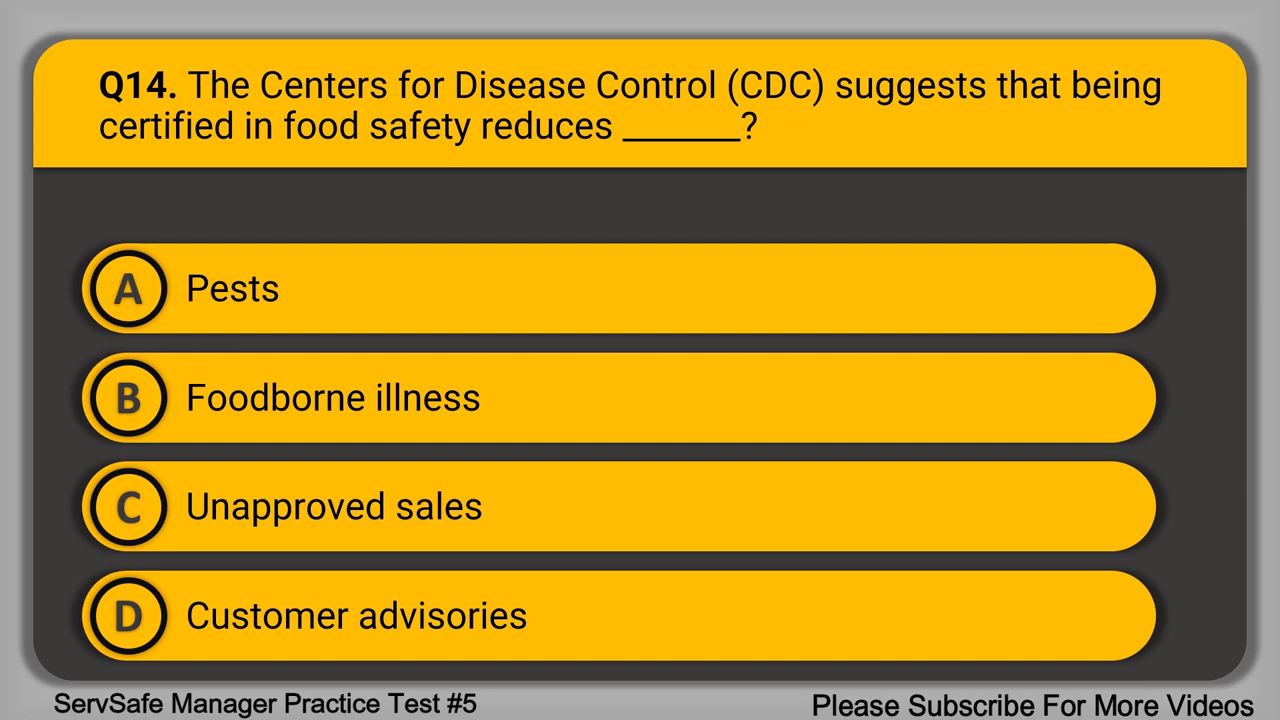 Q14. The Centers for Disease Control (CDC) suggests that being
certified in food safety reduces ______?
A Pests
B Foodborne illness
C Unapproved sales
D Customer advisories
ServSafe Manager Practice Test #5
Please Subscribe For More Videos